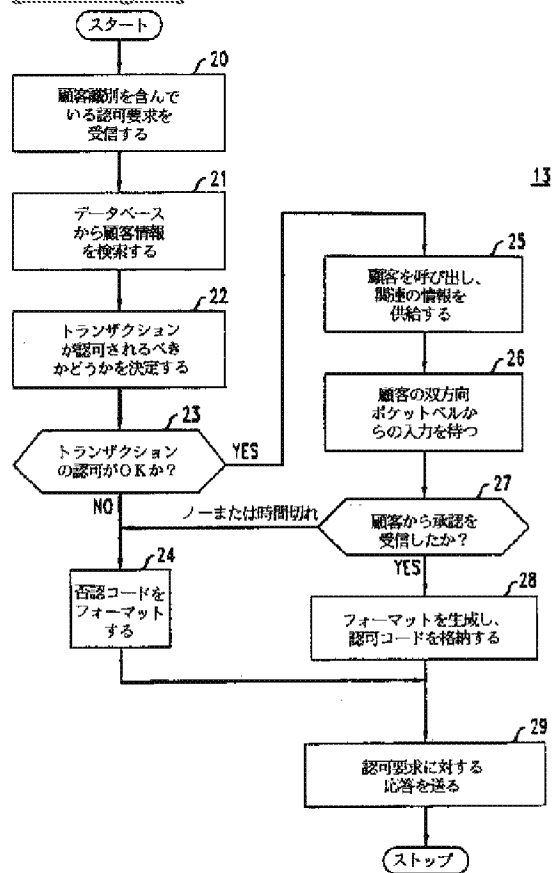 スタート
20
顧客識別を含んで
いる認可要求を
受信する
21
データベース
から顧客情報
を検索する
22
トランザクション
が認可されるべき
かどうかを決定する
23
トランザクション
の認可がOKか?
YES
NO
24
否認コードを
フォーマット
する
13
25
顧客を呼び出し、
関連の情報を
供給する
26
顧客の双方向
ポケットベルか
らの入力を待つ
27
顧客から承認を
受信したか?
ノーまたは時間切れ
YES
28
フォーマットを生成し、
認可コードを格納する
29
認可要求に対する
応答を送る
ストップ